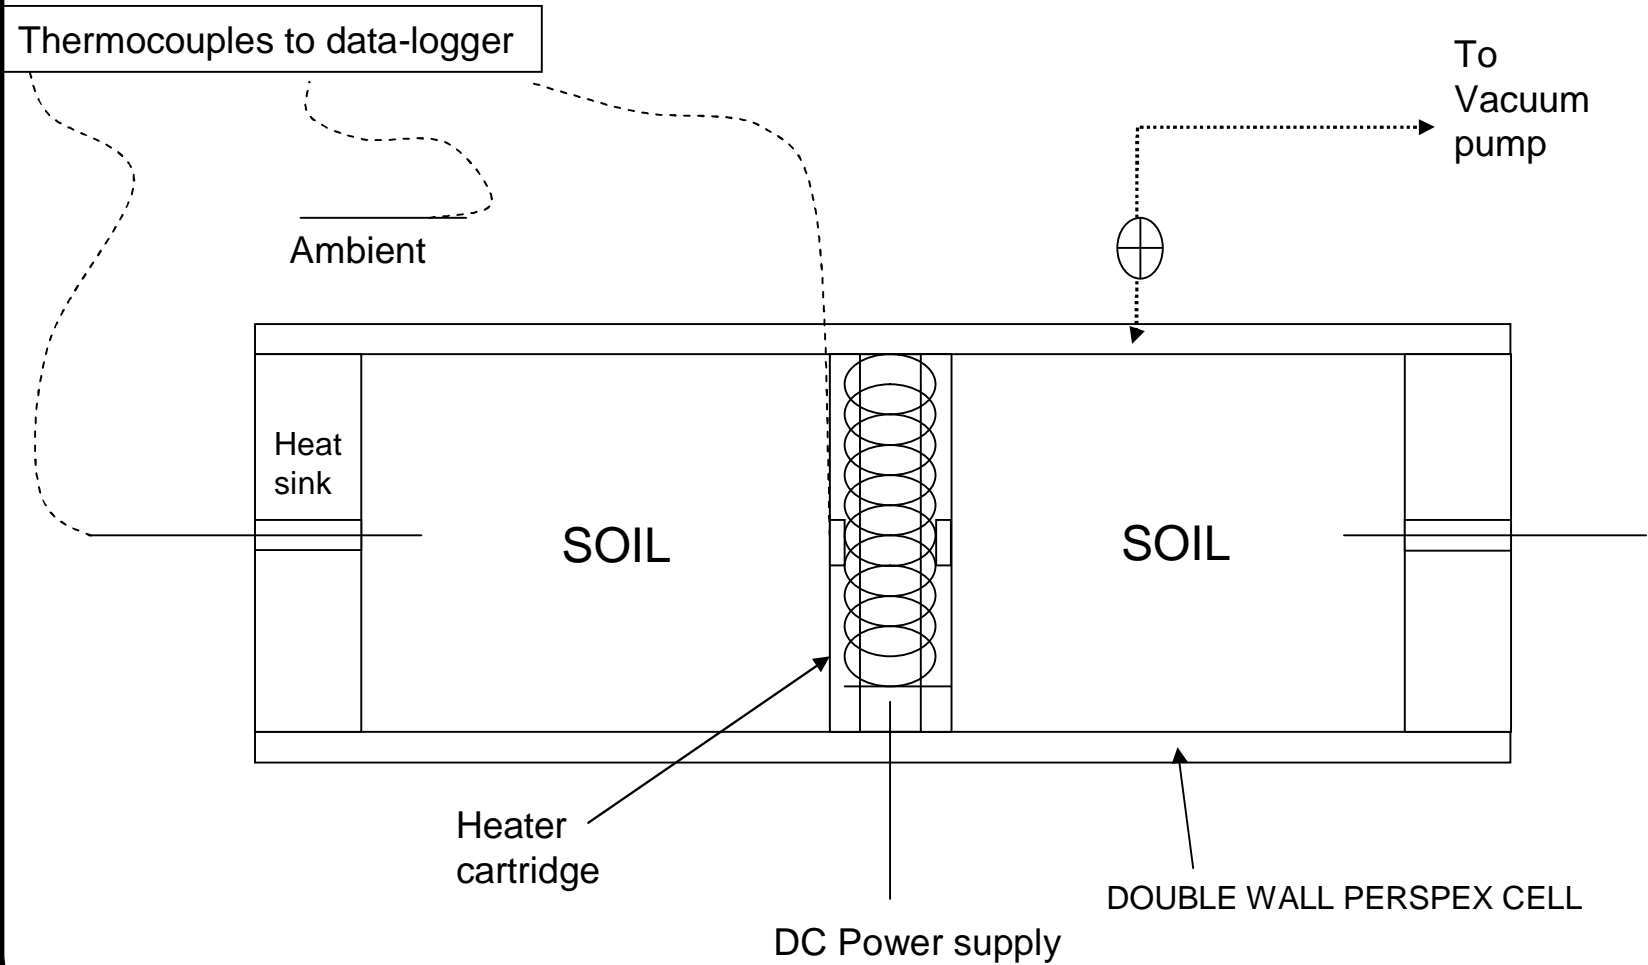 Thermocouples to data-logger
To
Vacuum
pump
Ambient
Heat
sink
SOIL
SOIL
Heater
cartridge
DOUBLE WALL PERSPEX CELL
DC Power supply